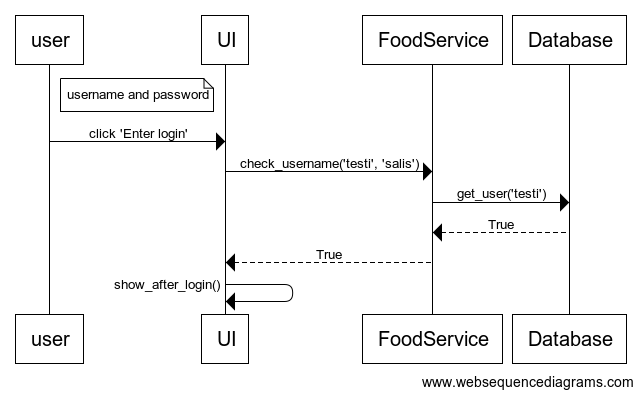 user UI FoodService Database
username and password
click 'Enter login'
check_username('testi', 'salis')
get_user('testi')
True
True
show_after_login()
user UI FoodService Database
www.websequencediagrams.com